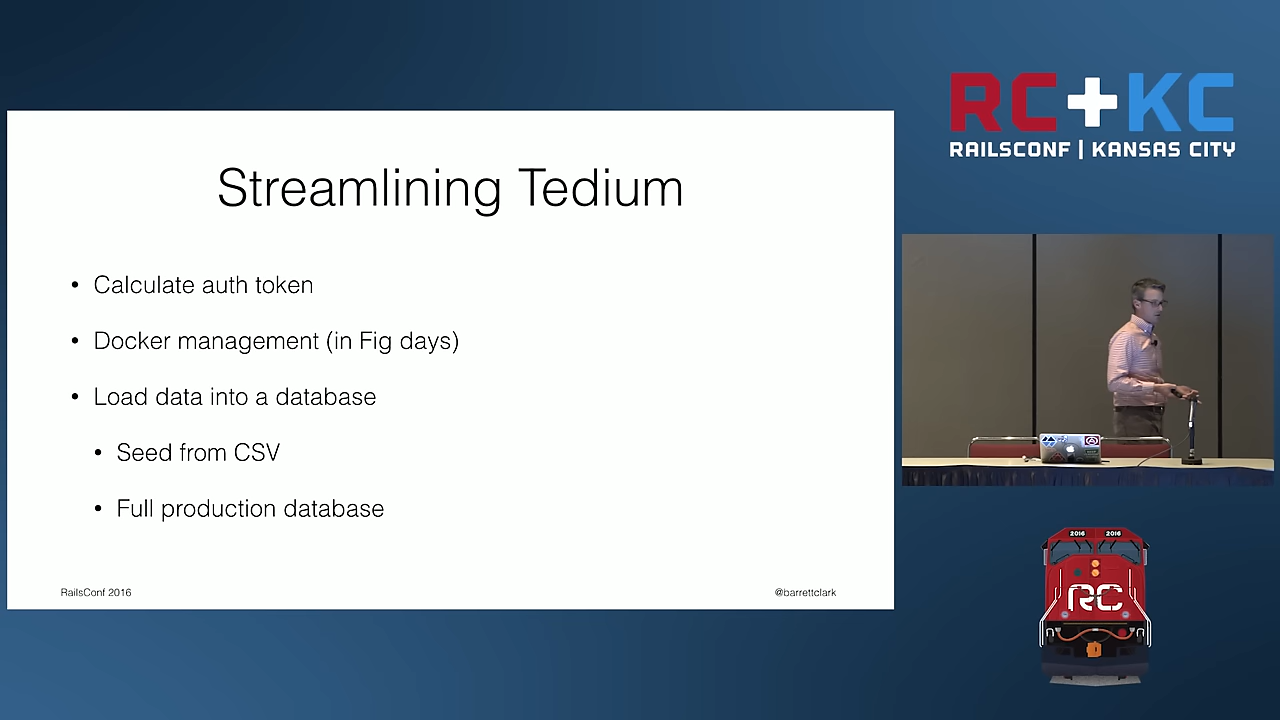 Streamlining Tedium
• Calculate auth token
• Docker management (in Fig days)
• Load data into a database
• Seed from CSV
• Full production database
RailsConf 2016
@barrettclark
RC+KC
RAILSCONF | KANSAS CITY
2016 2016
RC